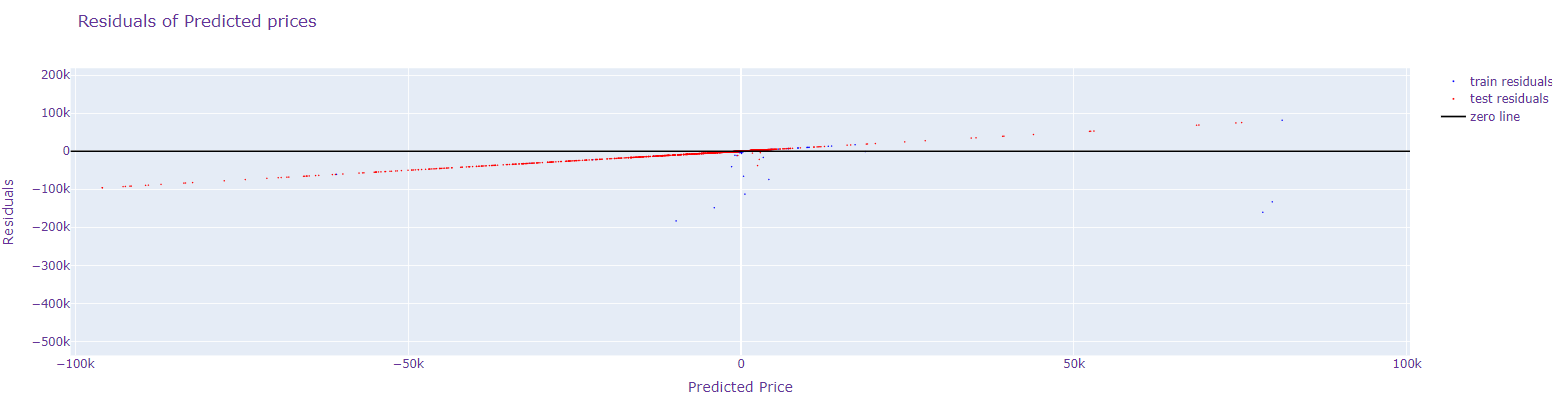 Residuals of Predicted prices
200k
100k
0
−100k
−200k
−300k
−400k
−500k
Residuals
−100k
−50k
0
50k
100k
Predicted Price
train residuals
test residuals
zero line